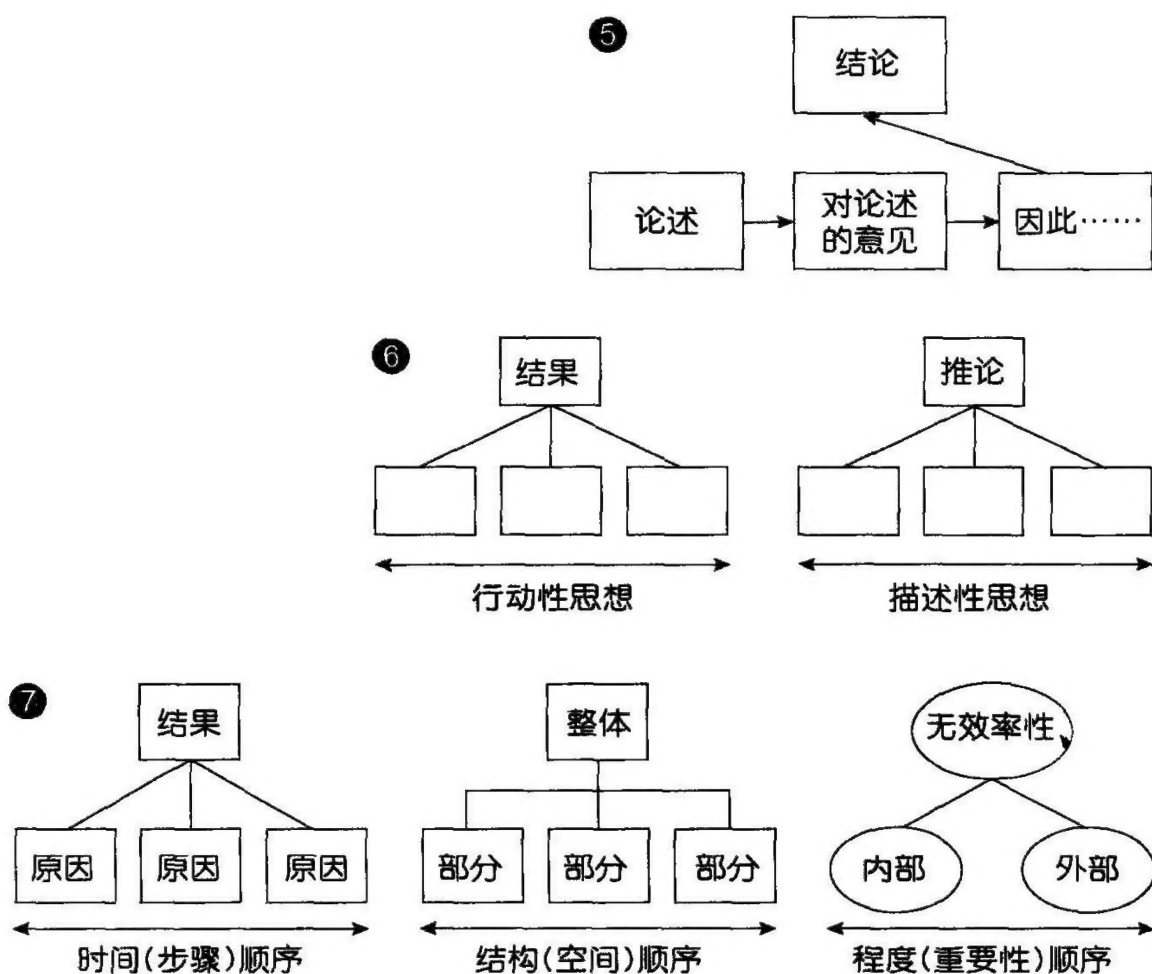 5
结论
论述
对论述
的意见
因此……
6
结果
推论
行动性思想
描述性思想
7
结果
整体
无效率性
原因
原因
原因
部分
部分
部分
内部
外部
时间(步骤)顺序
结构(空间)顺序
程度(重要性)顺序